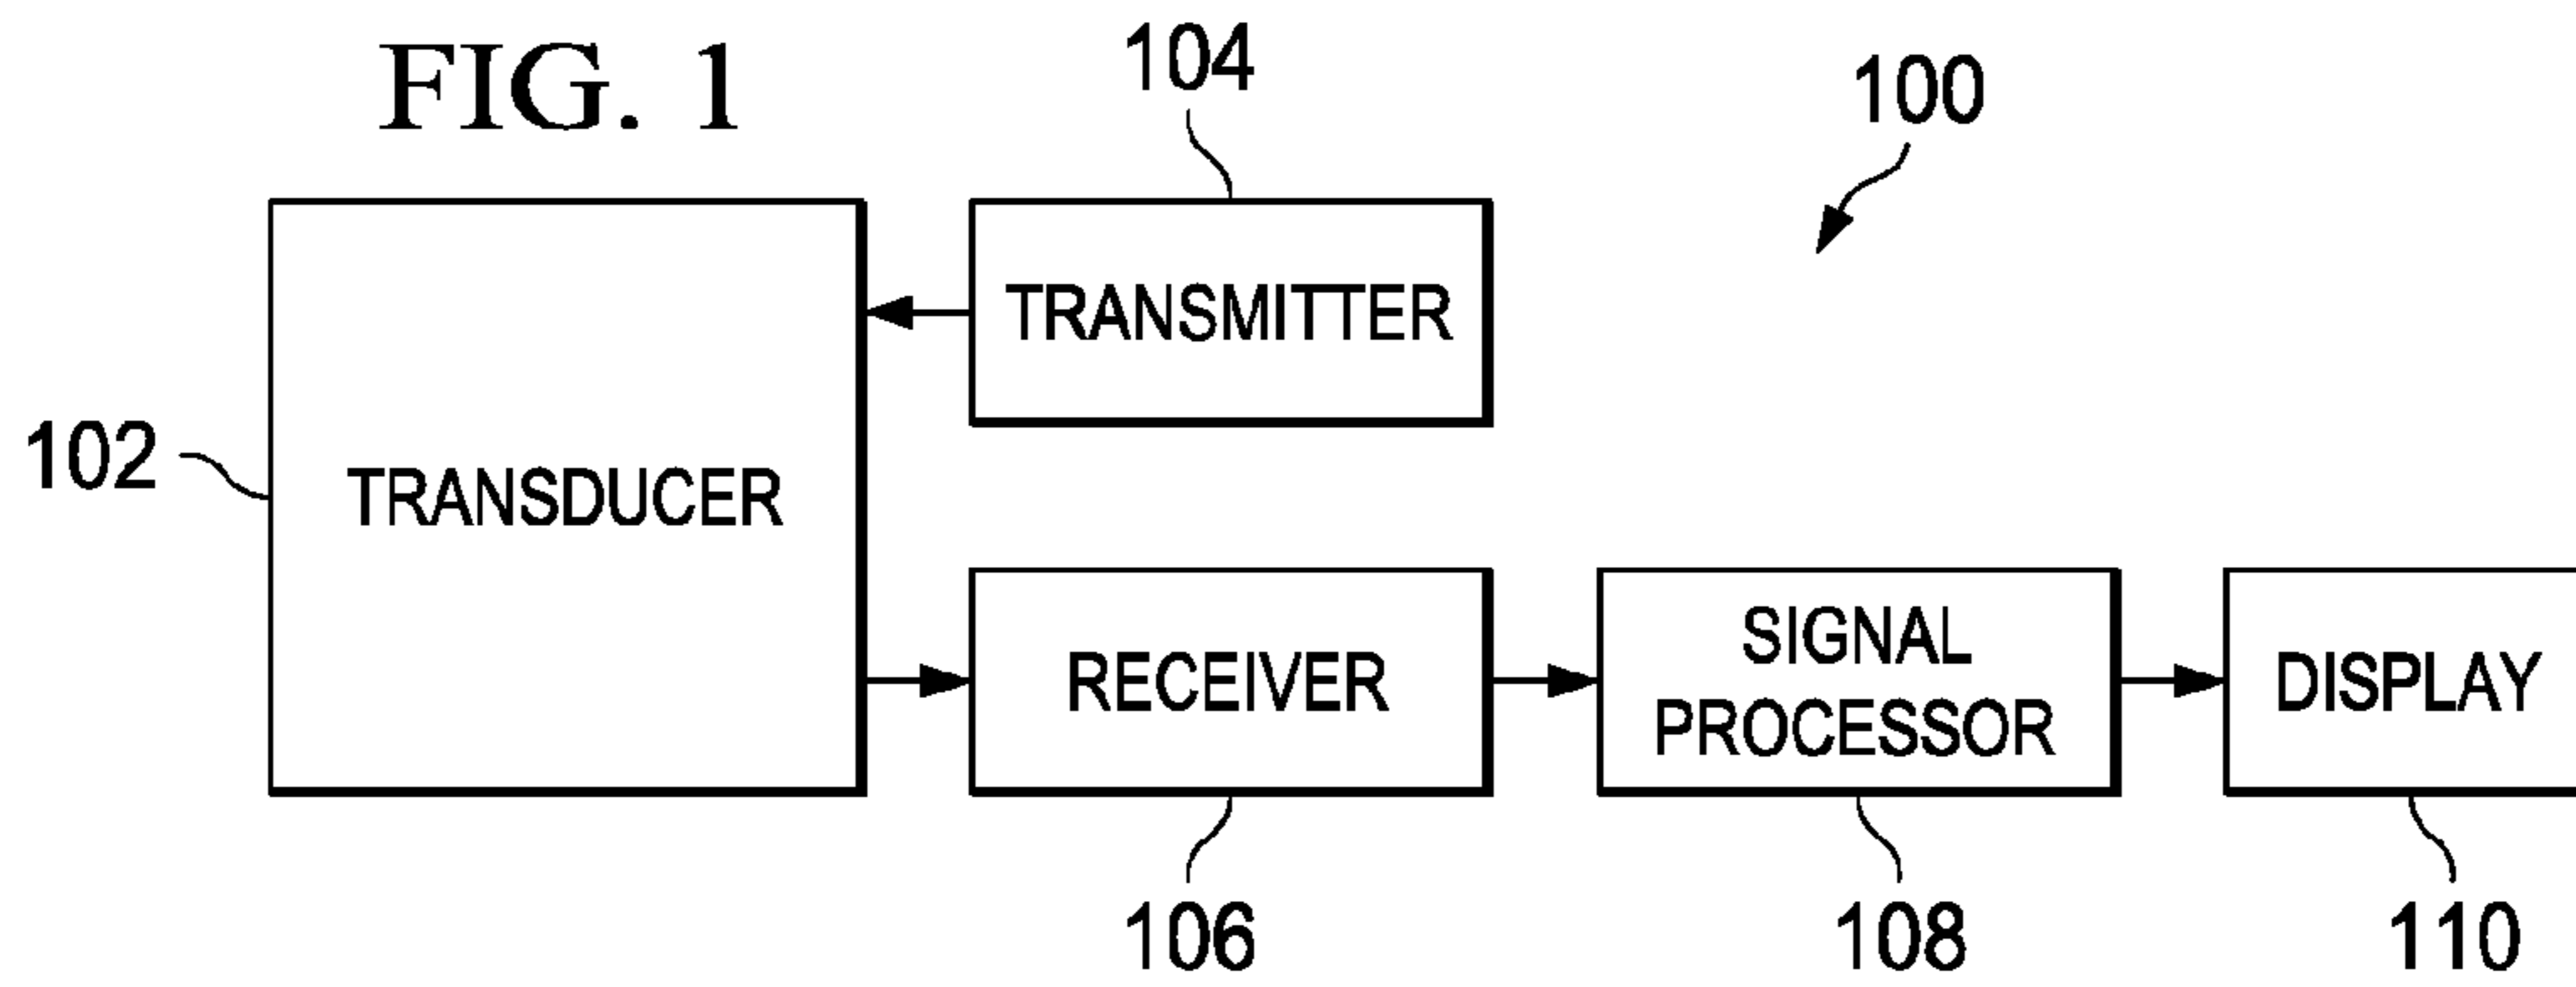 FIG. 1
104
100
TRANSMITTER
102
TRANSDUCER
RECEIVER
SIGNAL
PROCESSOR
DISPLAY
106
108
110